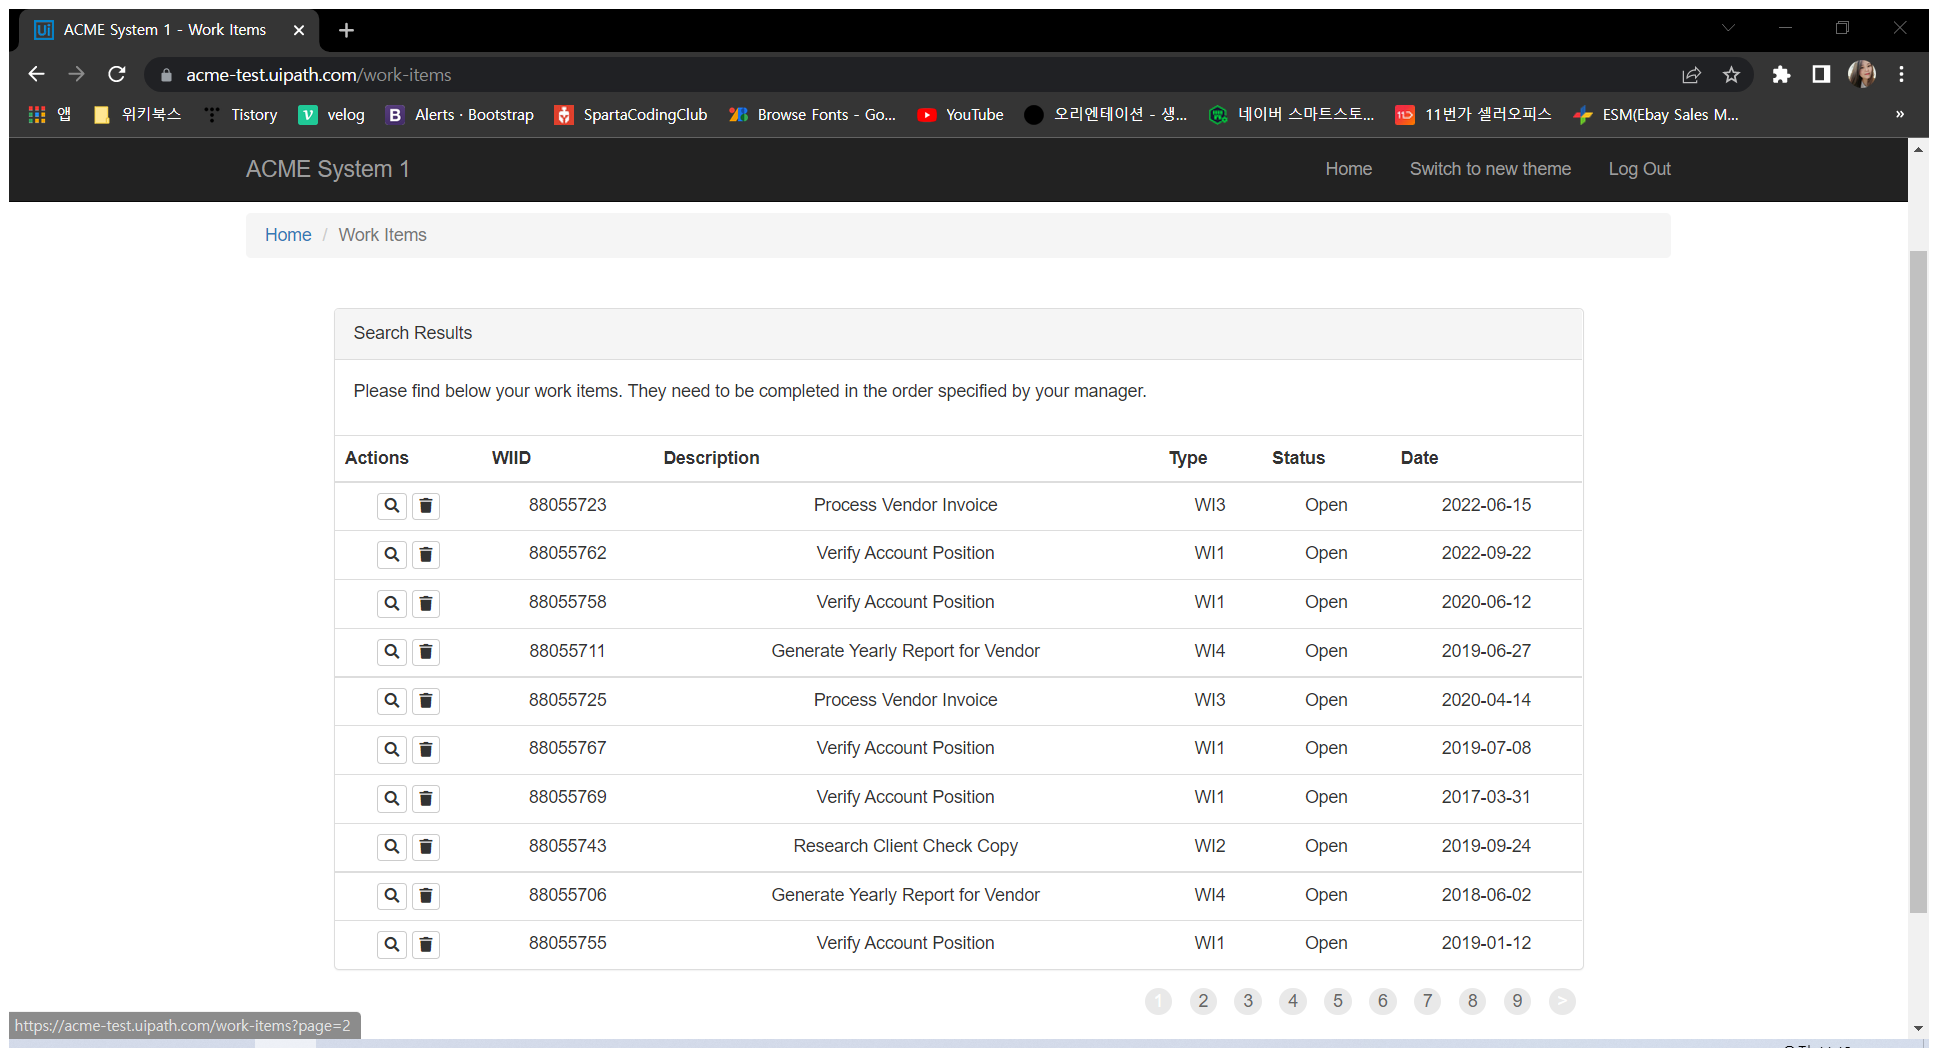 ACME System 1 - Work Items
acme-test.uipath.com/work-items
앱 위키북스 Tistory velog Alerts · Bootstrap SpartaCodingClub Browse Fonts - Go... YouTube 오리엔테이션 - 생... 네이버 스마트스토... 11번가 셀러오피스 ESM(Ebay Sales M... »
ACME System 1 Home Switch to new theme Log Out
Home / Work Items
Search Results
Please find below your work items. They need to be completed in the order specified by your manager.
Actions WIID Description Type Status Date
88055723 Process Vendor Invoice WI3 Open 2022-06-15
88055762 Verify Account Position WI1 Open 2022-09-22
88055758 Verify Account Position WI1 Open 2020-06-12
88055711 Generate Yearly Report for Vendor WI4 Open 2019-06-27
88055725 Process Vendor Invoice WI3 Open 2020-04-14
88055767 Verify Account Position WI1 Open 2019-07-08
88055769 Verify Account Position WI1 Open 2017-03-31
88055743 Research Client Check Copy WI2 Open 2019-09-24
88055706 Generate Yearly Report for Vendor WI4 Open 2018-06-02
88055755 Verify Account Position WI1 Open 2019-01-12
1 2 3 4 5 6 7 8 9 >
https://acme-test.uipath.com/work-items?page=2